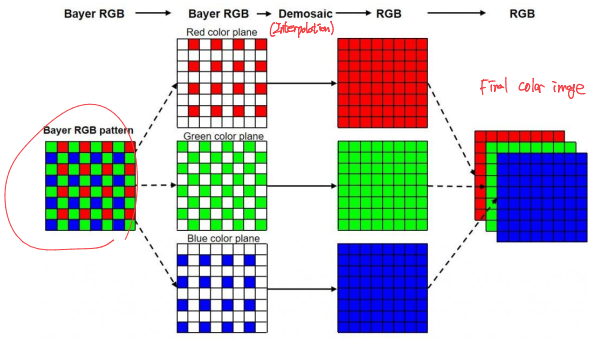 Bayer RGB Bayer RGB Demosaic RGB RGB
(Interpolation)
Red color plane
Final color image
Bayer RGB pattern
Green color plane
Blue color plane